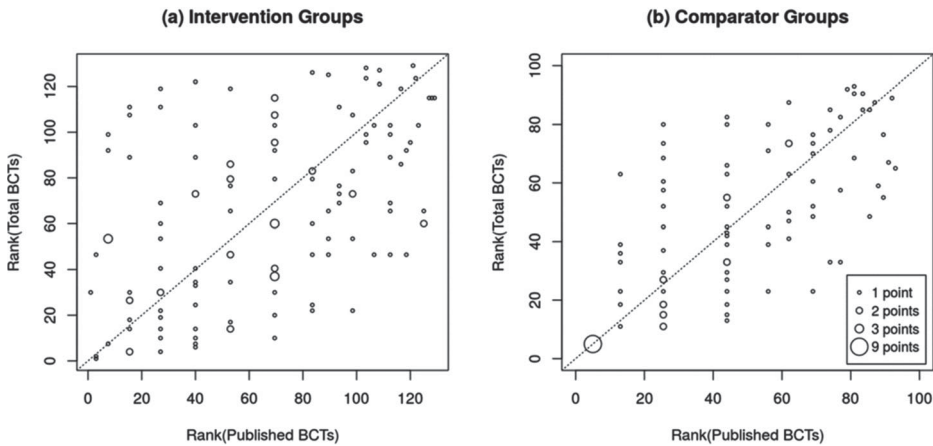 (a) Intervention Groups
Rank(Total BCTs)
120
100
80
60
40
20
0
0 20 40 60 80 100 120
Rank(Published BCTs)
(b) Comparator Groups
Rank(Total BCTs)
100
80
60
40
20
0
1 point
2 points
3 points
9 points
0 20 40 60 80 100
Rank(Published BCTs)